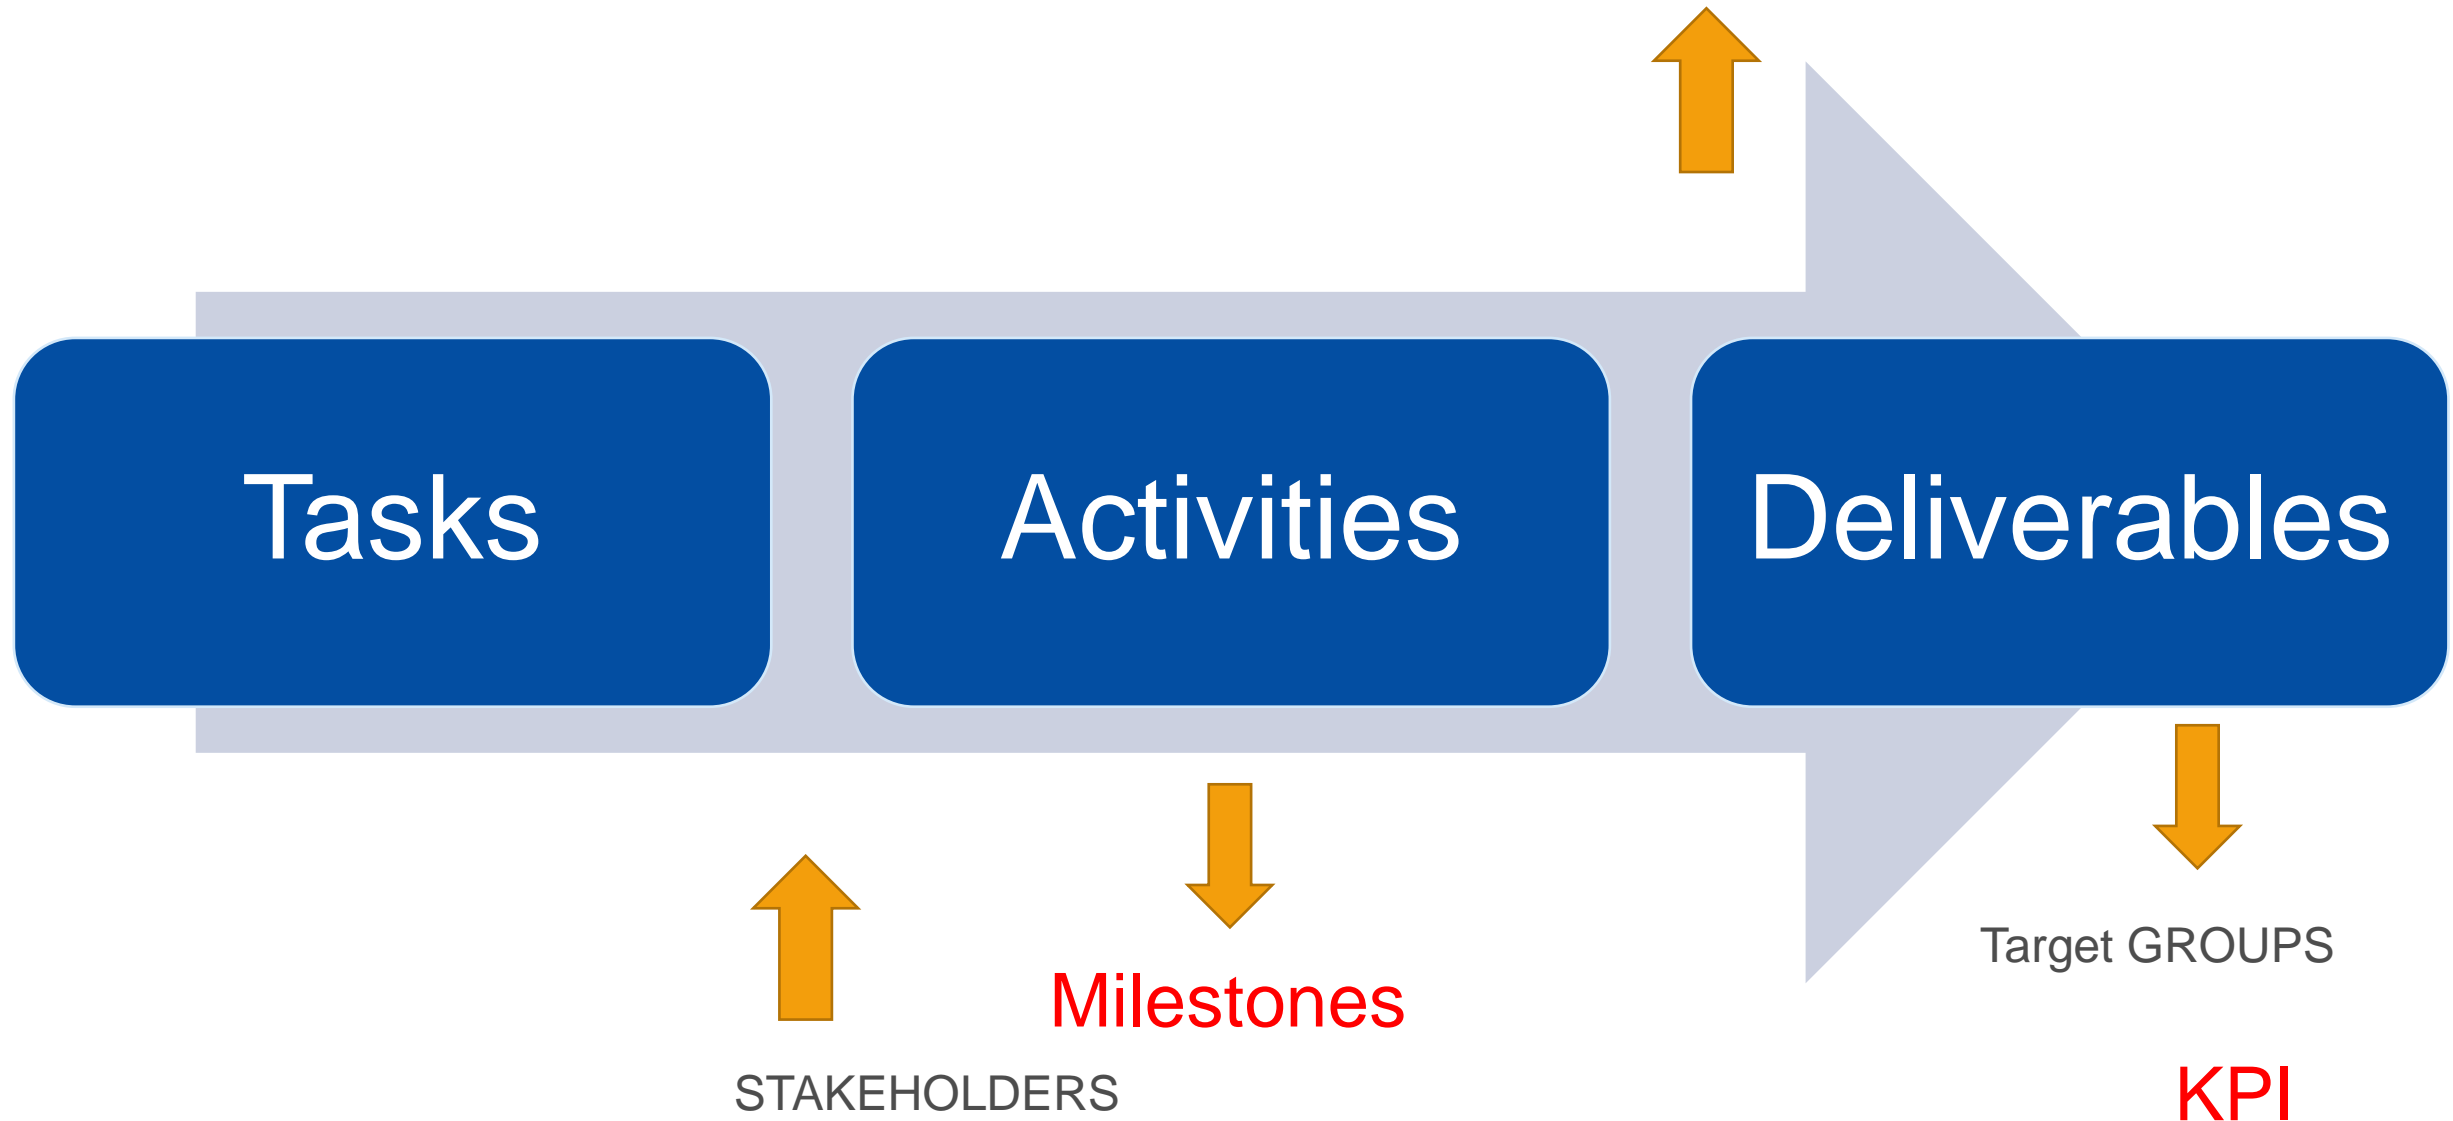 Tasks
Activities
Deliverables
Target GROUPS
Milestones
STAKEHOLDERS
KPI